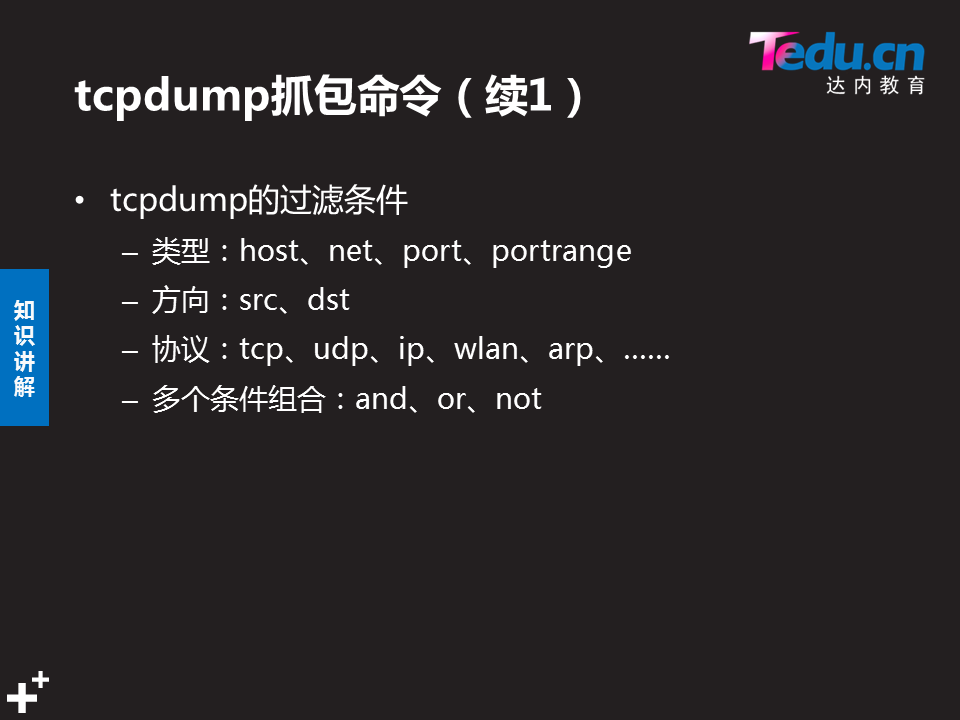 Tedu.cn
达内教育
tcpdump抓包命令（续1）
• tcpdump的过滤条件
– 类型：host、net、port、portrange
– 方向：src、dst
– 协议：tcp、udp、ip、wlan、arp、……
– 多个条件组合：and、or、not
知
识
讲
解